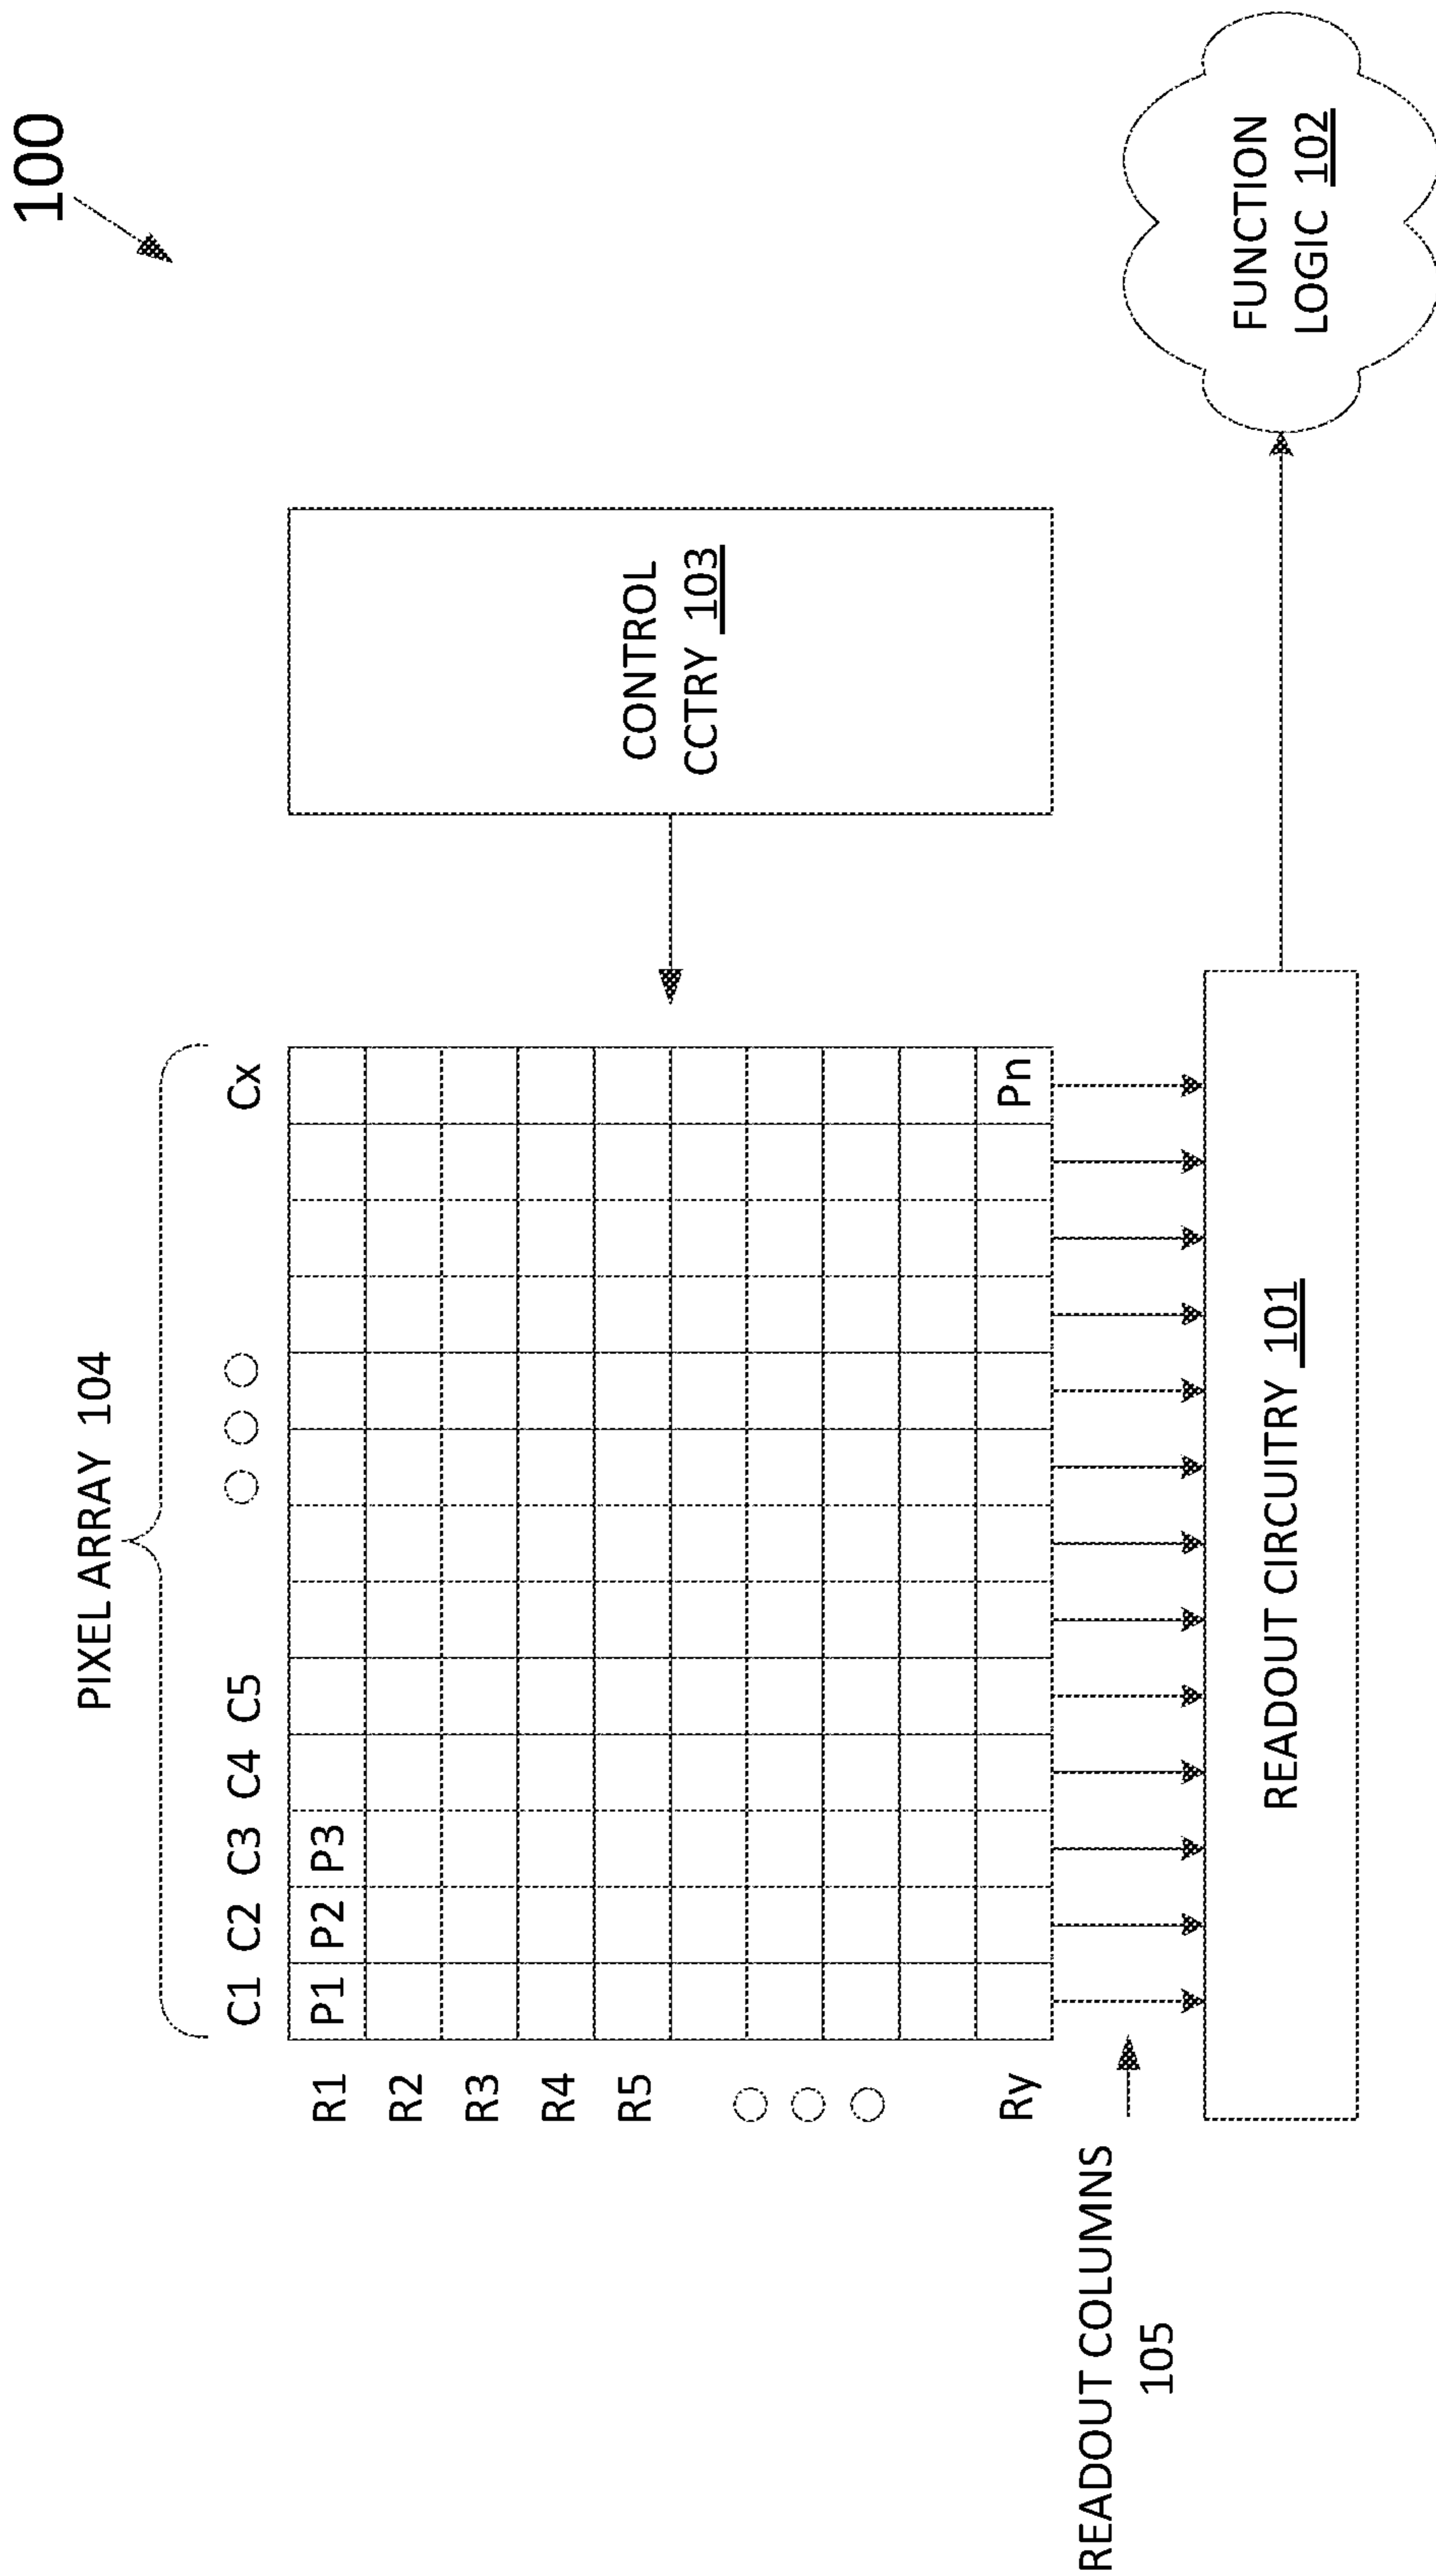 100
PIXEL ARRAY 104
C1 C2 C3 C4 C5 Cx
R1 P1 P2 P3
R2
R3
R4
R5
Ry Pn
CONTROL
CCTRY 103
READOUT COLUMNS
105
READOUT CIRCUITRY 101
FUNCTION
LOGIC 102